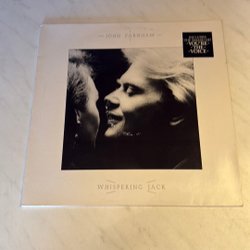 JOHN FARNHAM
"YOU'RE
THE
VOICE"
WHISPERING JACK